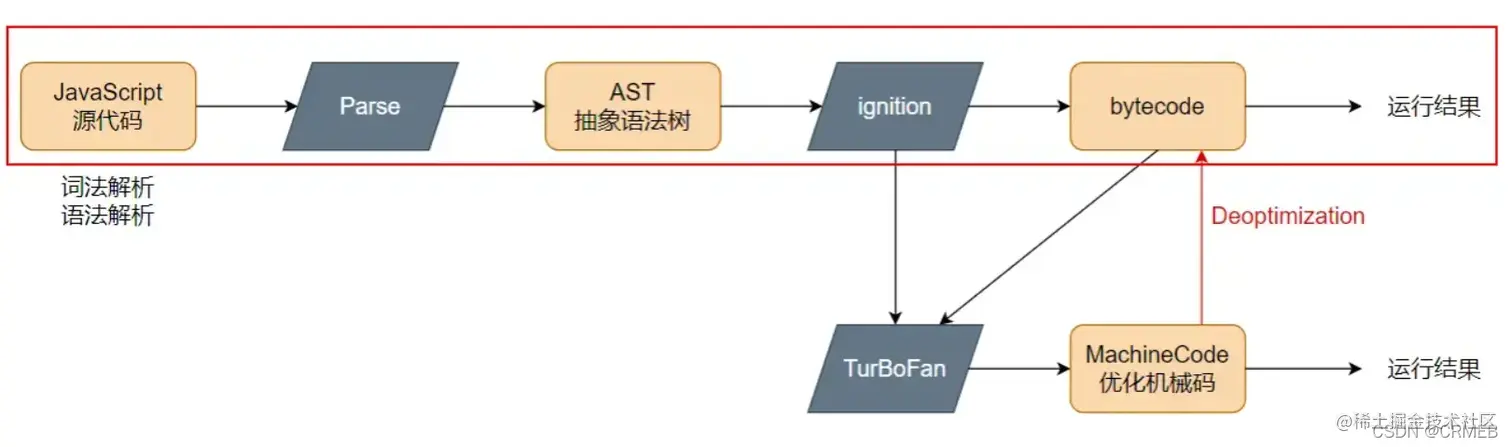 JavaScript
源代码
Parse
AST
抽象语法树
ignition
bytecode
运行结果
词法解析
语法解析
Deoptimization
TurBoFan
MachineCode
优化机械码
运行结果
@稀土掘金技术社区
CSDN @CRMEB